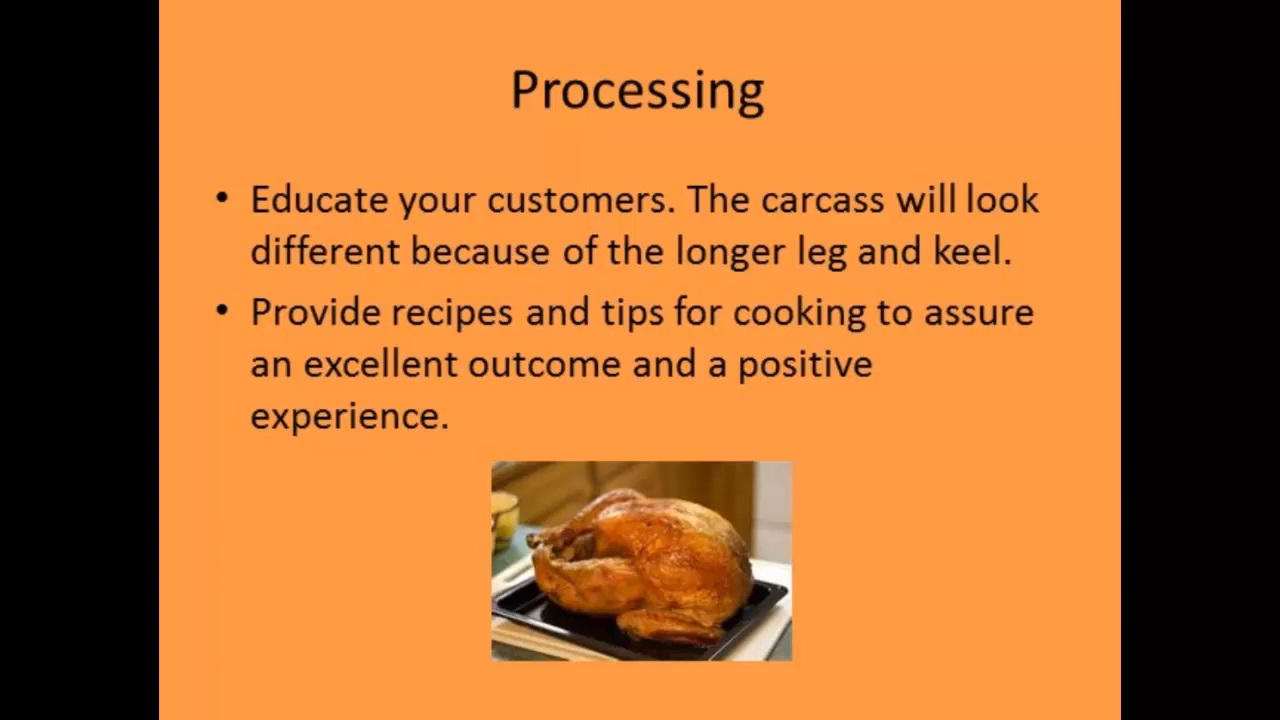 Processing
• Educate your customers. The carcass will look
different because of the longer leg and keel.
• Provide recipes and tips for cooking to assure
an excellent outcome and a positive
experience.